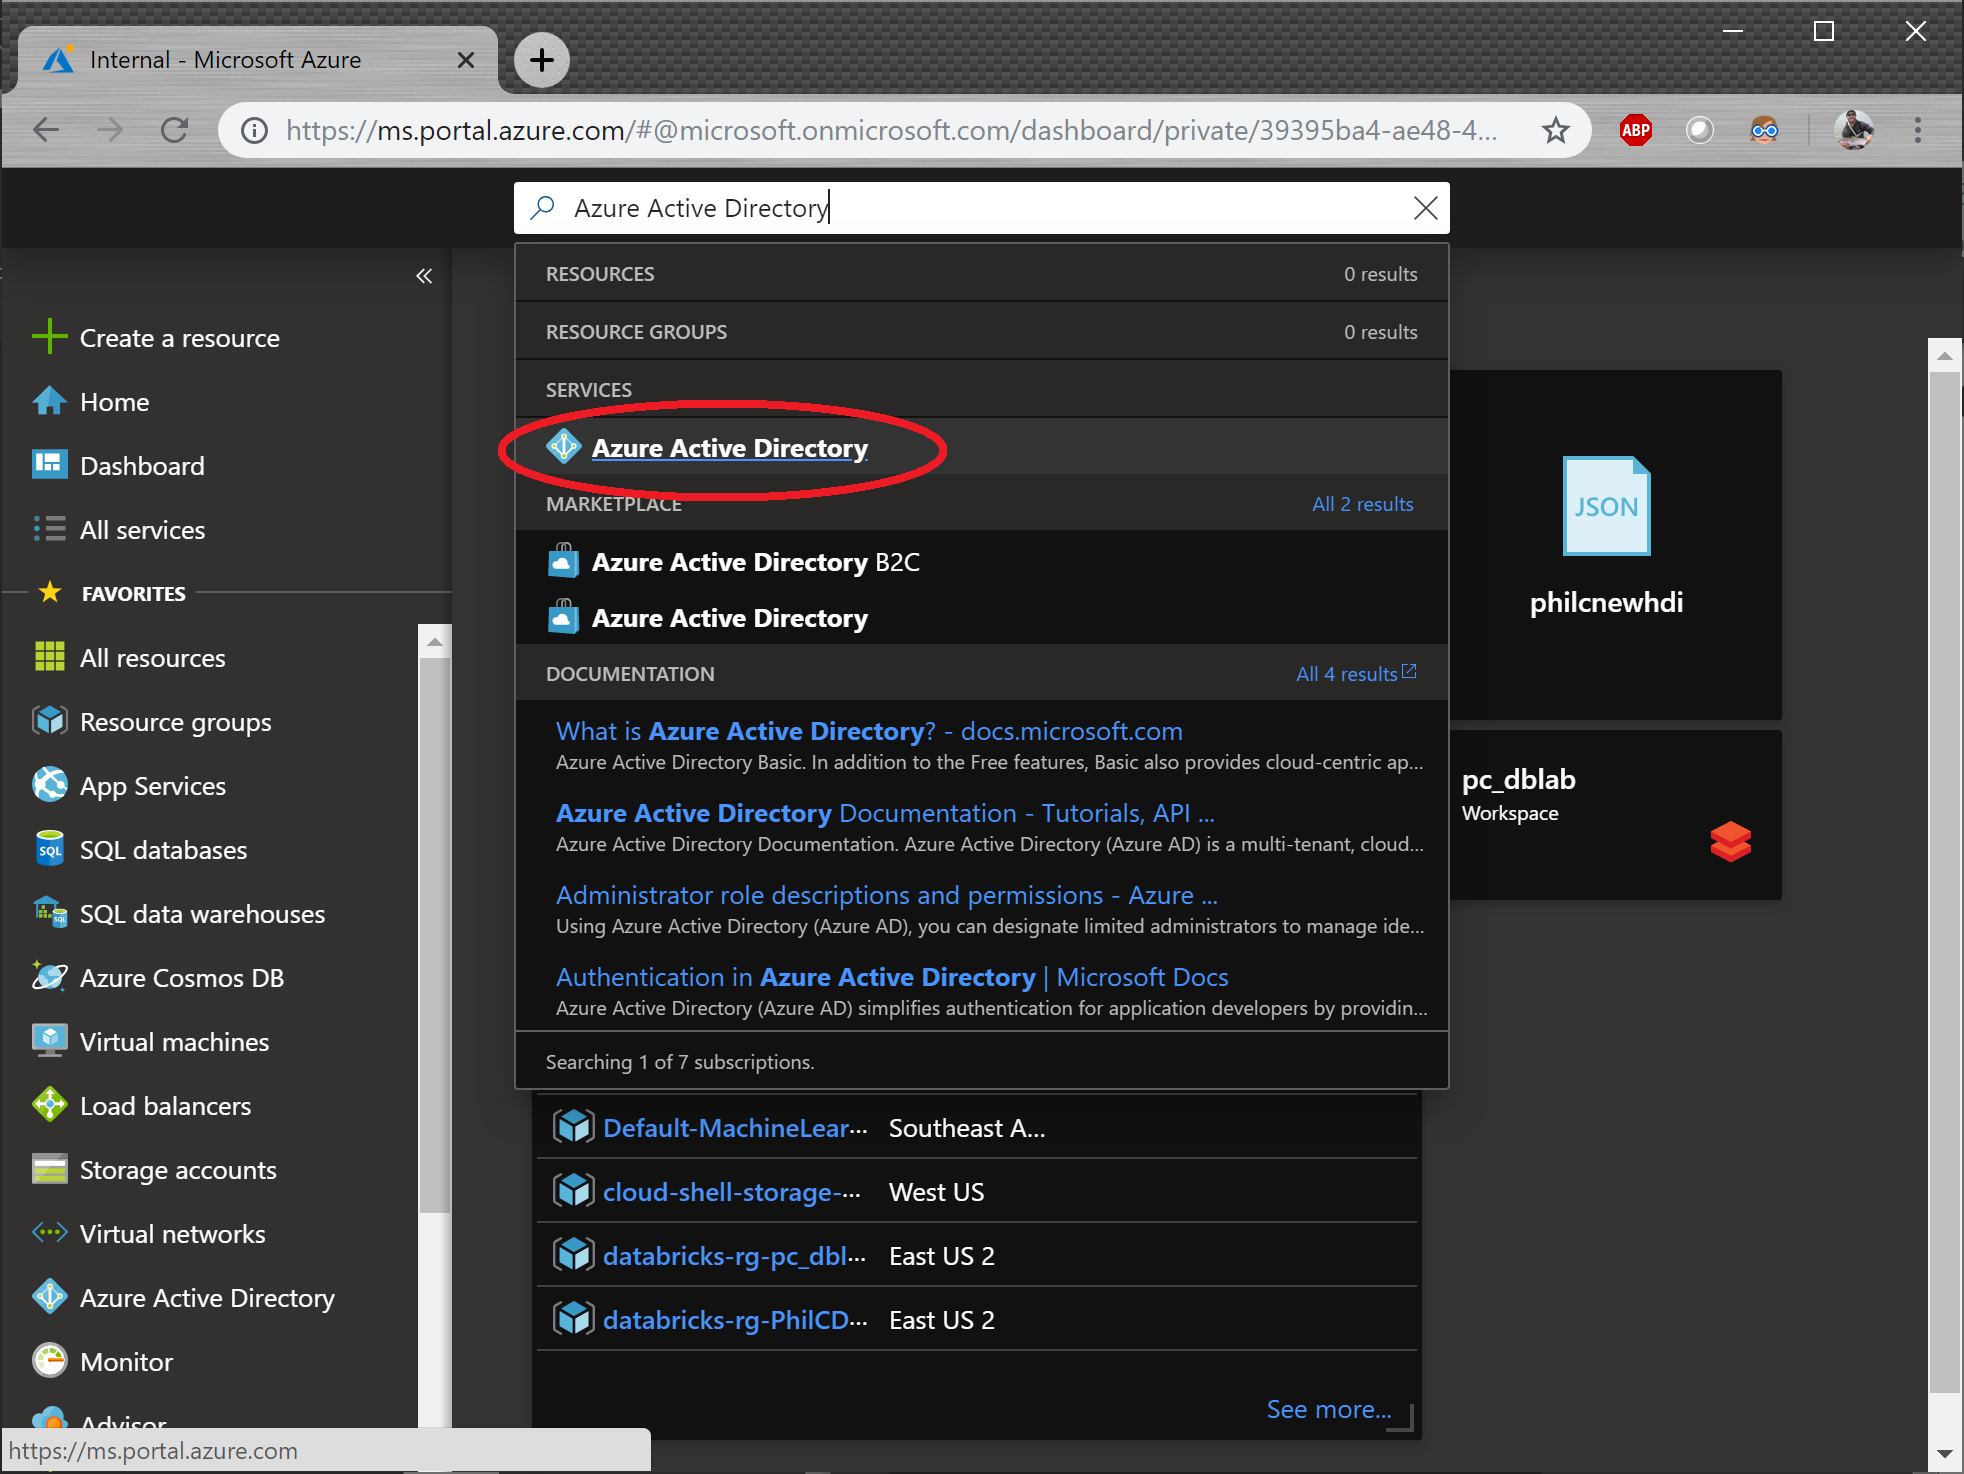 Internal - Microsoft Azure
https://ms.portal.azure.com/#@microsoft.onmicrosoft.com/dashboard/private/39395ba4-ae48-4...
ABP
Azure Active Directory
RESOURCES 0 results
RESOURCE GROUPS 0 results
SERVICES
Azure Active Directory
MARKETPLACE All 2 results
Azure Active Directory B2C
Azure Active Directory
DOCUMENTATION All 4 results
What is Azure Active Directory? - docs.microsoft.com
Azure Active Directory Basic. In addition to the Free features, Basic also provides cloud-centric ap...
Azure Active Directory Documentation - Tutorials, API ...
Azure Active Directory Documentation. Azure Active Directory (Azure AD) is a multi-tenant, cloud...
Administrator role descriptions and permissions - Azure ...
Using Azure Active Directory (Azure AD), you can designate limited administrators to manage ide...
Authentication in Azure Active Directory | Microsoft Docs
Azure Active Directory (Azure AD) simplifies authentication for application developers by providin...
Searching 1 of 7 subscriptions.
Create a resource
Home
Dashboard
All services
FAVORITES
All resources
Resource groups
App Services
SQL
SQL databases
SQL
SQL data warehouses
Azure Cosmos DB
Virtual machines
Load balancers
Storage accounts
Virtual networks
Azure Active Directory
Monitor
Advisor
JSON
philcnewhdi
pc_dblab
Workspace
Default-MachineLear... Southeast A...
cloud-shell-storage-... West US
databricks-rg-pc_dbl... East US 2
databricks-rg-PhilCD... East US 2
See more...
https://ms.portal.azure.com